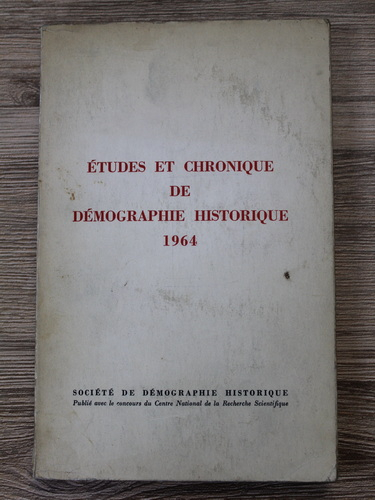 ÉTUDES ET CHRONIQUE
DE
DÉMOGRAPHIE HISTORIQUE
1964
SOCIÉTÉ DE DÉMOGRAPHIE HISTORIQUE
Publié avec le concours du Centre National de la Recherche Scientifique